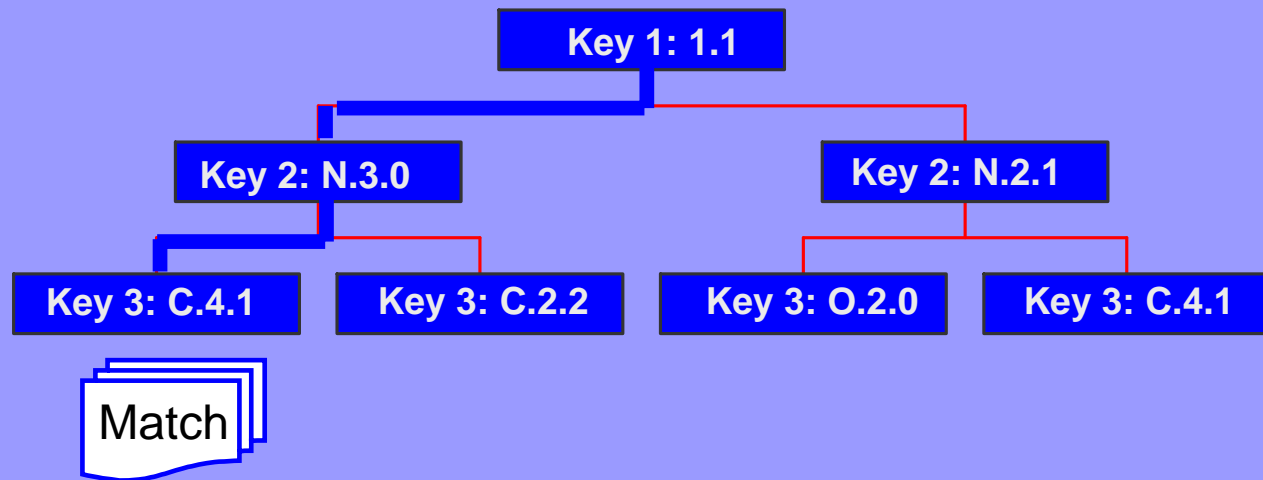 Key 1: 1.1
Key 2: N.3.0
Key 2: N.2.1
Key 3: C.4.1
Key 3: C.2.2
Key 3: O.2.0
Key 3: C.4.1
Match